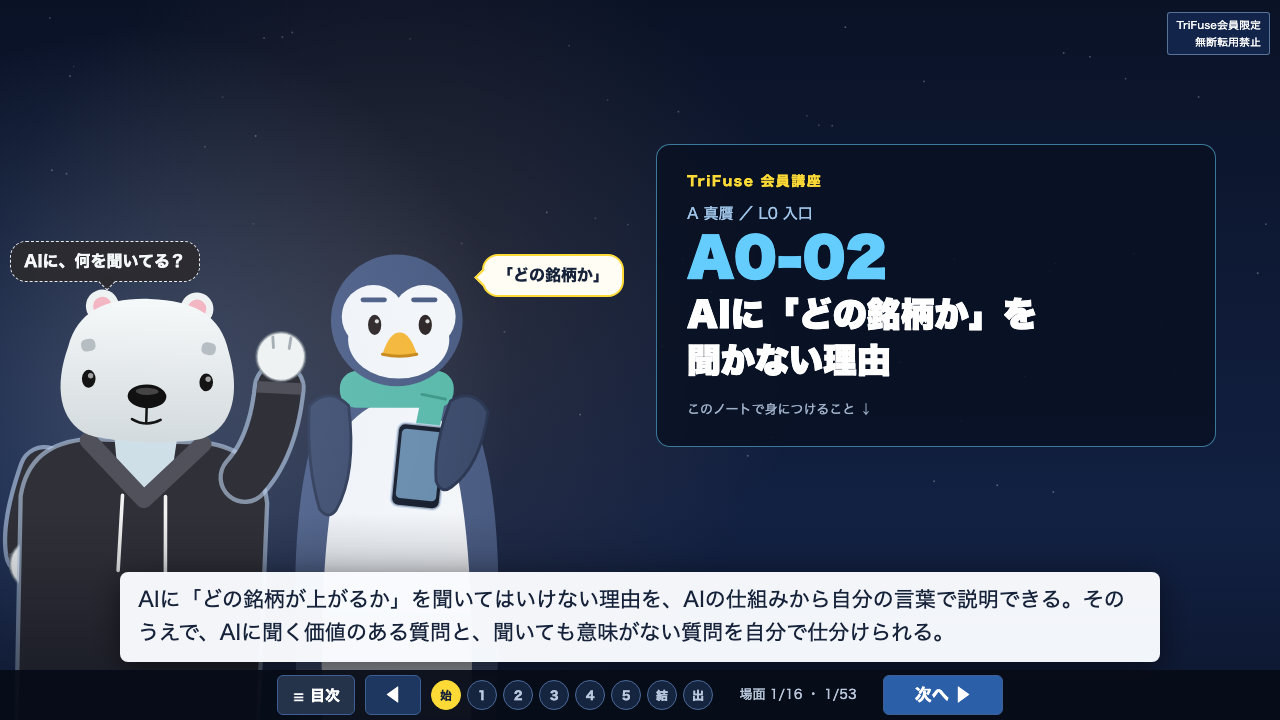 TriFuse会員限定
無断転用禁止
TriFuse 会員講座
A 真贋 ／ L0 入口
A0-02
AIに「どの銘柄か」を
聞かない理由
このノートで身につけること ↓
AIに、何を聞いてる？
「どの銘柄か」
AIに「どの銘柄が上がるか」を聞いてはいけない理由を、AIの仕組みから自分の言葉で説明できる。その
うえで、AIに聞く価値のある質問と、聞いても意味がない質問を自分で仕分けられる。
≡ 目次 ◀ 始 1 2 3 4 5 結 出 場面 1/16 · 1/53 次へ ▶